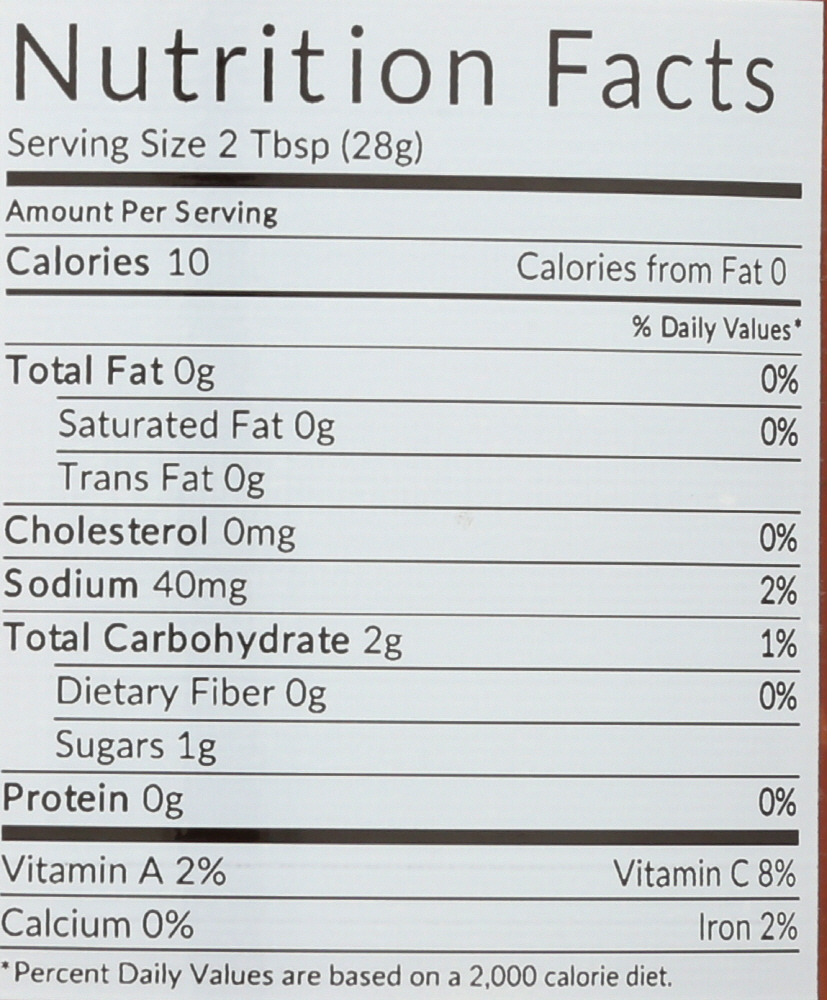 Nutrition Facts
Serving Size 2 Tbsp (28g)
Amount Per Serving
Calories 10 Calories from Fat 0
% Daily Values*
Total Fat 0g 0%
Saturated Fat 0g 0%
Trans Fat 0g
Cholesterol 0mg 0%
Sodium 40mg 2%
Total Carbohydrate 2g 1%
Dietary Fiber 0g 0%
Sugars 1g
Protein 0g 0%
Vitamin A 2% Vitamin C 8%
Calcium 0% Iron 2%
*Percent Daily Values are based on a 2,000 calorie diet.